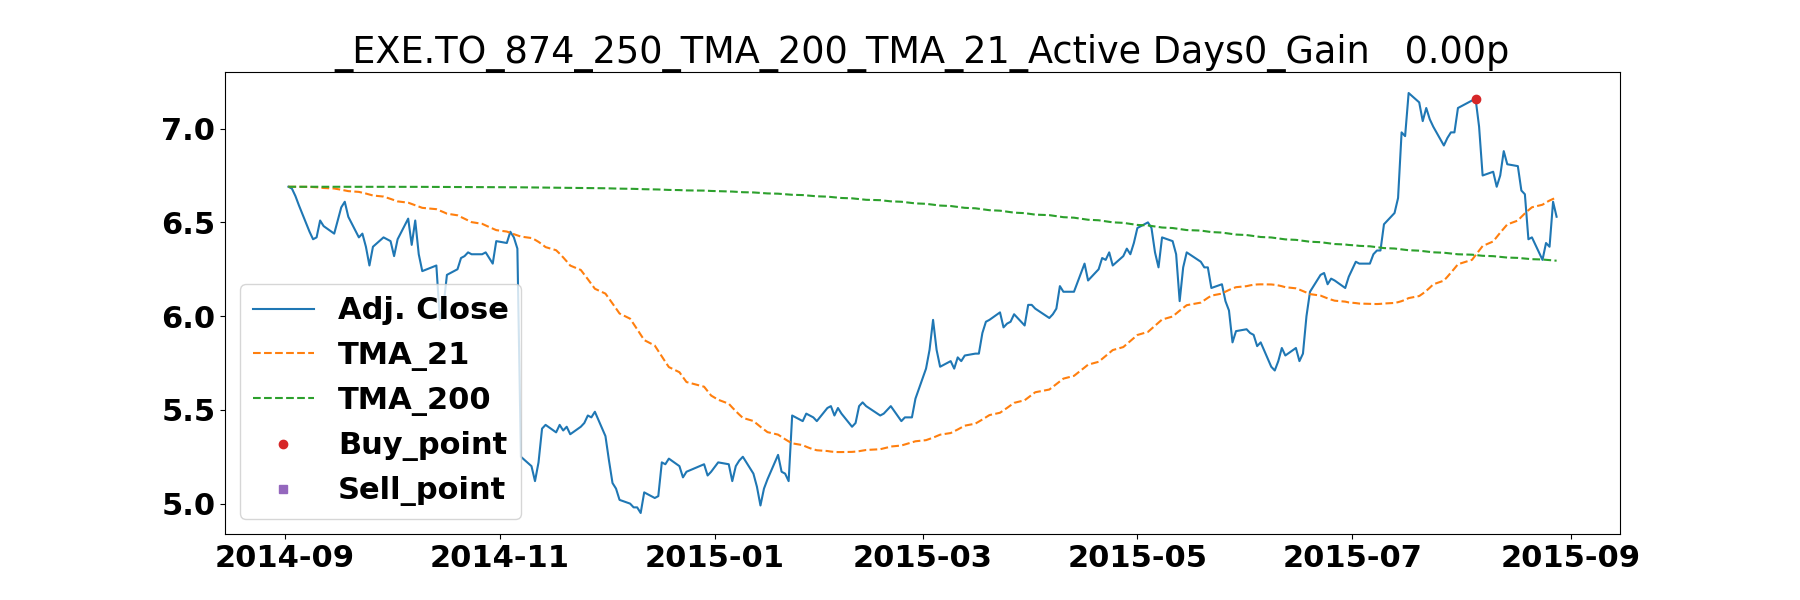 _EXE.TO_874_250_TMA_200_TMA_21_Active Days0_Gain   0.00p
7.0
6.5
6.0
5.5
5.0
Adj. Close
TMA_21
TMA_200
Buy_point
Sell_point
2014-09 2014-11 2015-01 2015-03 2015-05 2015-07 2015-09